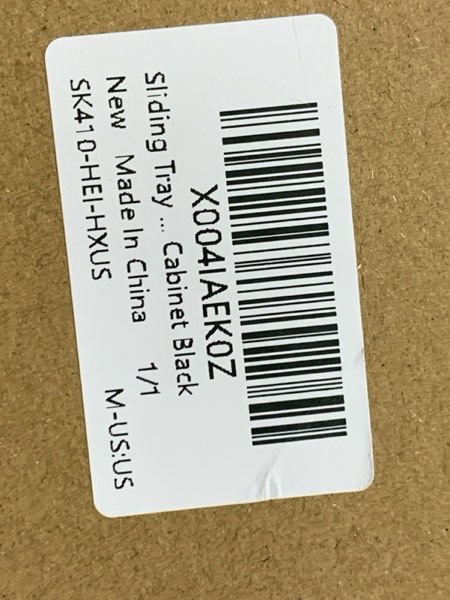 X004IAEK0Z
Sliding Tray ... Cabinet Black
New Made In China 1/1
SK410-HEI-HXUS M-US:US